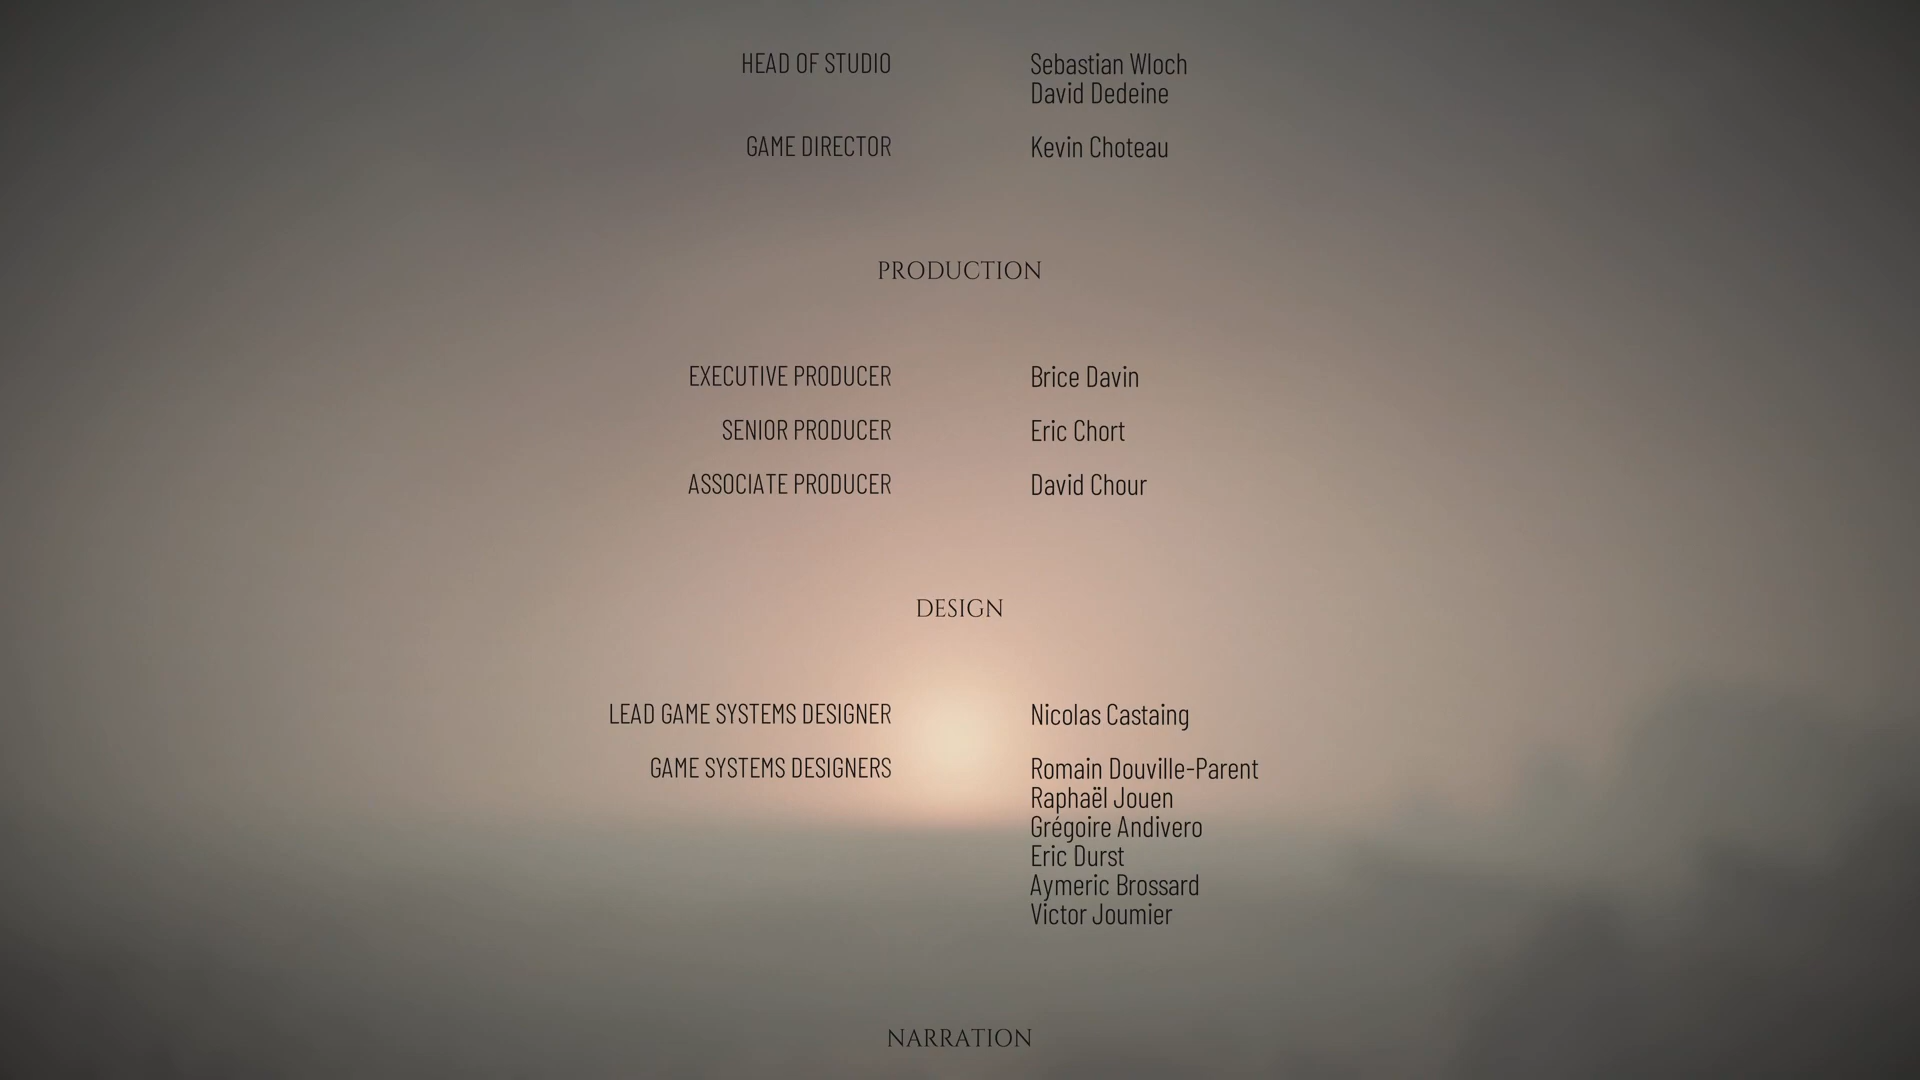 HEAD OF STUDIO Sebastian Wloch
David Dedeine
GAME DIRECTOR Kevin Choteau
PRODUCTION
EXECUTIVE PRODUCER Brice Davin
SENIOR PRODUCER Eric Chort
ASSOCIATE PRODUCER David Chour
DESIGN
LEAD GAME SYSTEMS DESIGNER Nicolas Castaing
GAME SYSTEMS DESIGNERS Romain Douville-Parent
Raphaël Jouen
Grégoire Andivero
Eric Durst
Aymeric Brossard
Victor Joumier
NARRATION